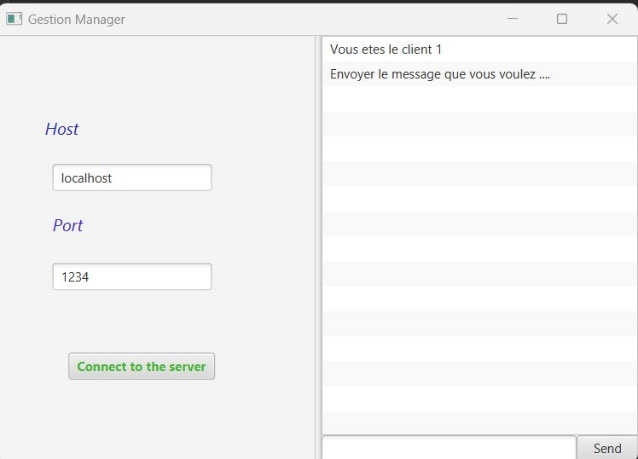 Gestion Manager
Host
localhost
Port
1234
Connect to the server
Vous etes le client 1
Envoyer le message que vous voulez ....
Send